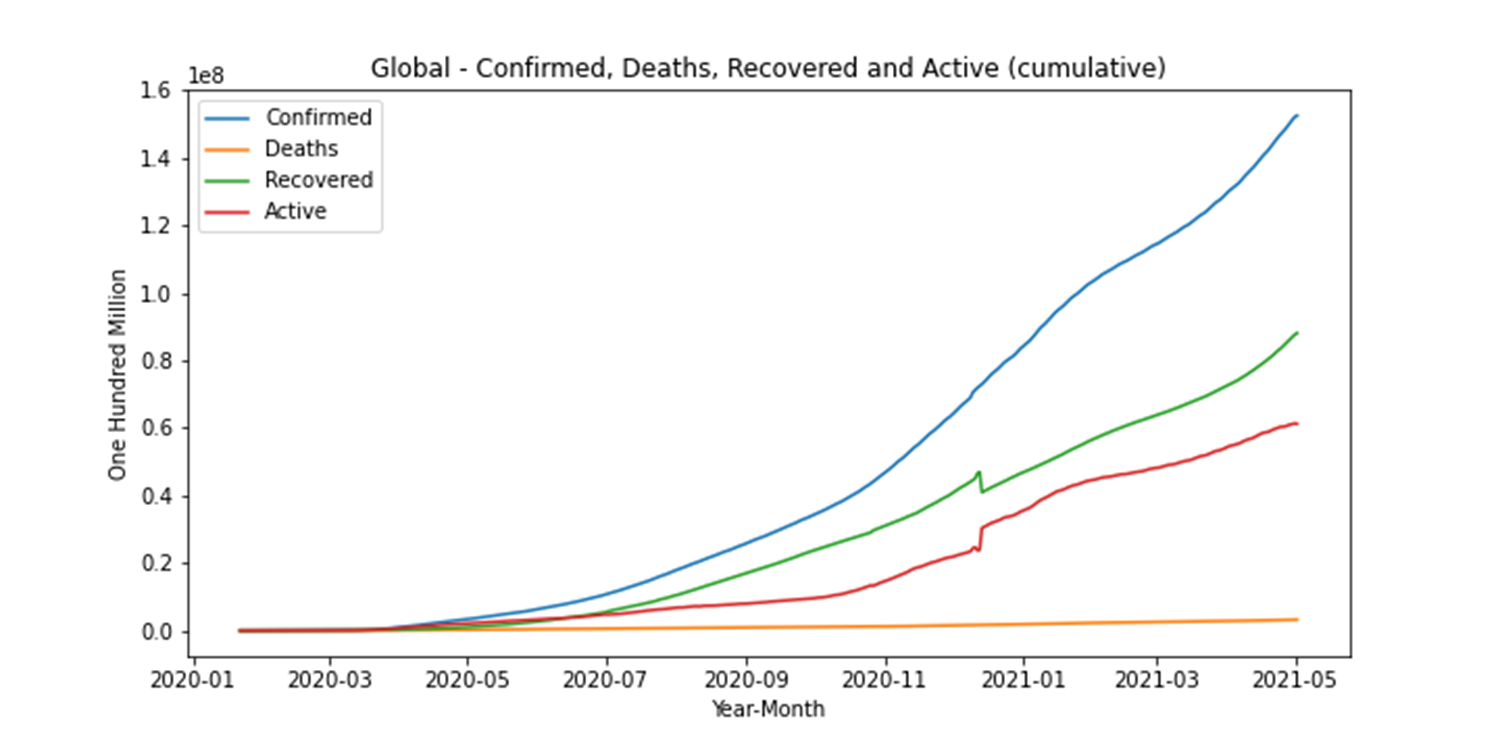 Global - Confirmed, Deaths, Recovered and Active (cumulative)
1e8
1.6
1.4
1.2
1.0
0.8
0.6
0.4
0.2
0.0
One Hundred Million
Confirmed
Deaths
Recovered
Active
2020-01 2020-03 2020-05 2020-07 2020-09 2020-11 2021-01 2021-03 2021-05
Year-Month